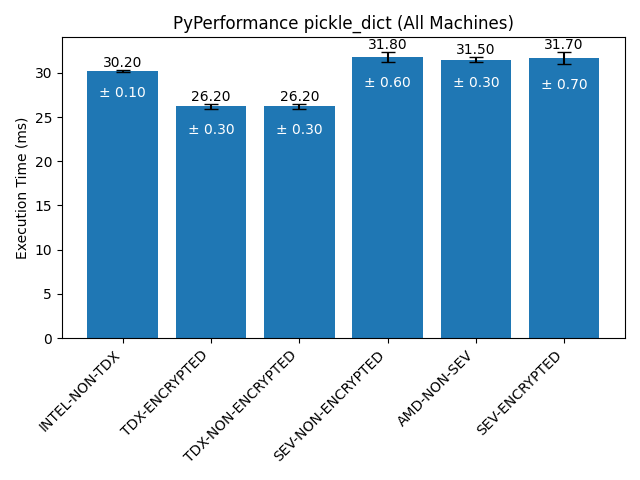 PyPerformance pickle_dict (All Machines)
Execution Time (ms)
30
25
20
15
10
5
0
30.20
± 0.10
26.20
± 0.30
26.20
± 0.30
31.80
± 0.60
31.50
± 0.30
31.70
± 0.70
INTEL-NON-TDX
TDX-ENCRYPTED
TDX-NON-ENCRYPTED
SEV-NON-ENCRYPTED
AMD-NON-SEV
SEV-ENCRYPTED